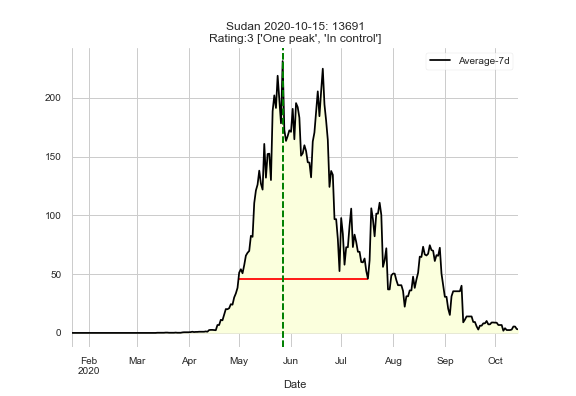 Sudan 2020-10-15: 13691
Rating:3 ['One peak', 'In control']
Average-7d
200
150
100
50
0
Feb
2020
Mar
Apr
May
Jun
Jul
Aug
Sep
Oct
Date